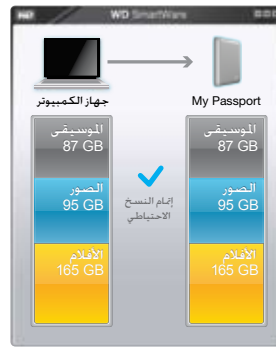 WD SmartWare
جهاز الكمبيوتر
My Passport
الموسيقى
87 GB
الصور
95 GB
الأفلام
165 GB
إتمام النسخ
الاحتياطي
الموسيقى
87 GB
الصور
95 GB
الأفلام
165 GB